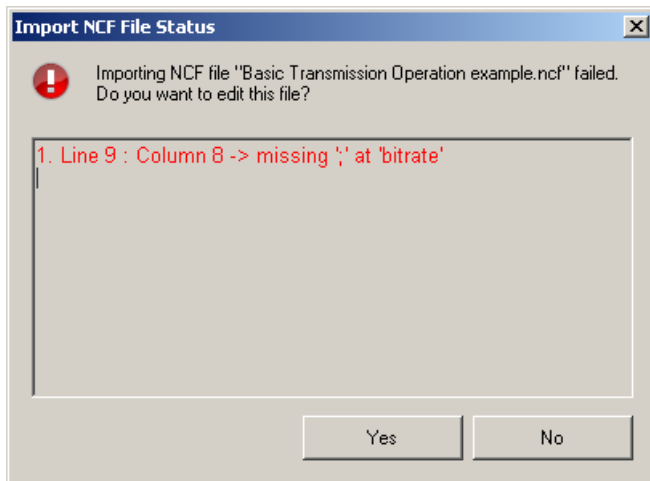 Import NCF File Status
Importing NCF file "Basic Transmission Operation example.ncf" failed.
Do you want to edit this file?
1. Line 9 : Column 8 -> missing ';' at 'bitrate'
Yes
No